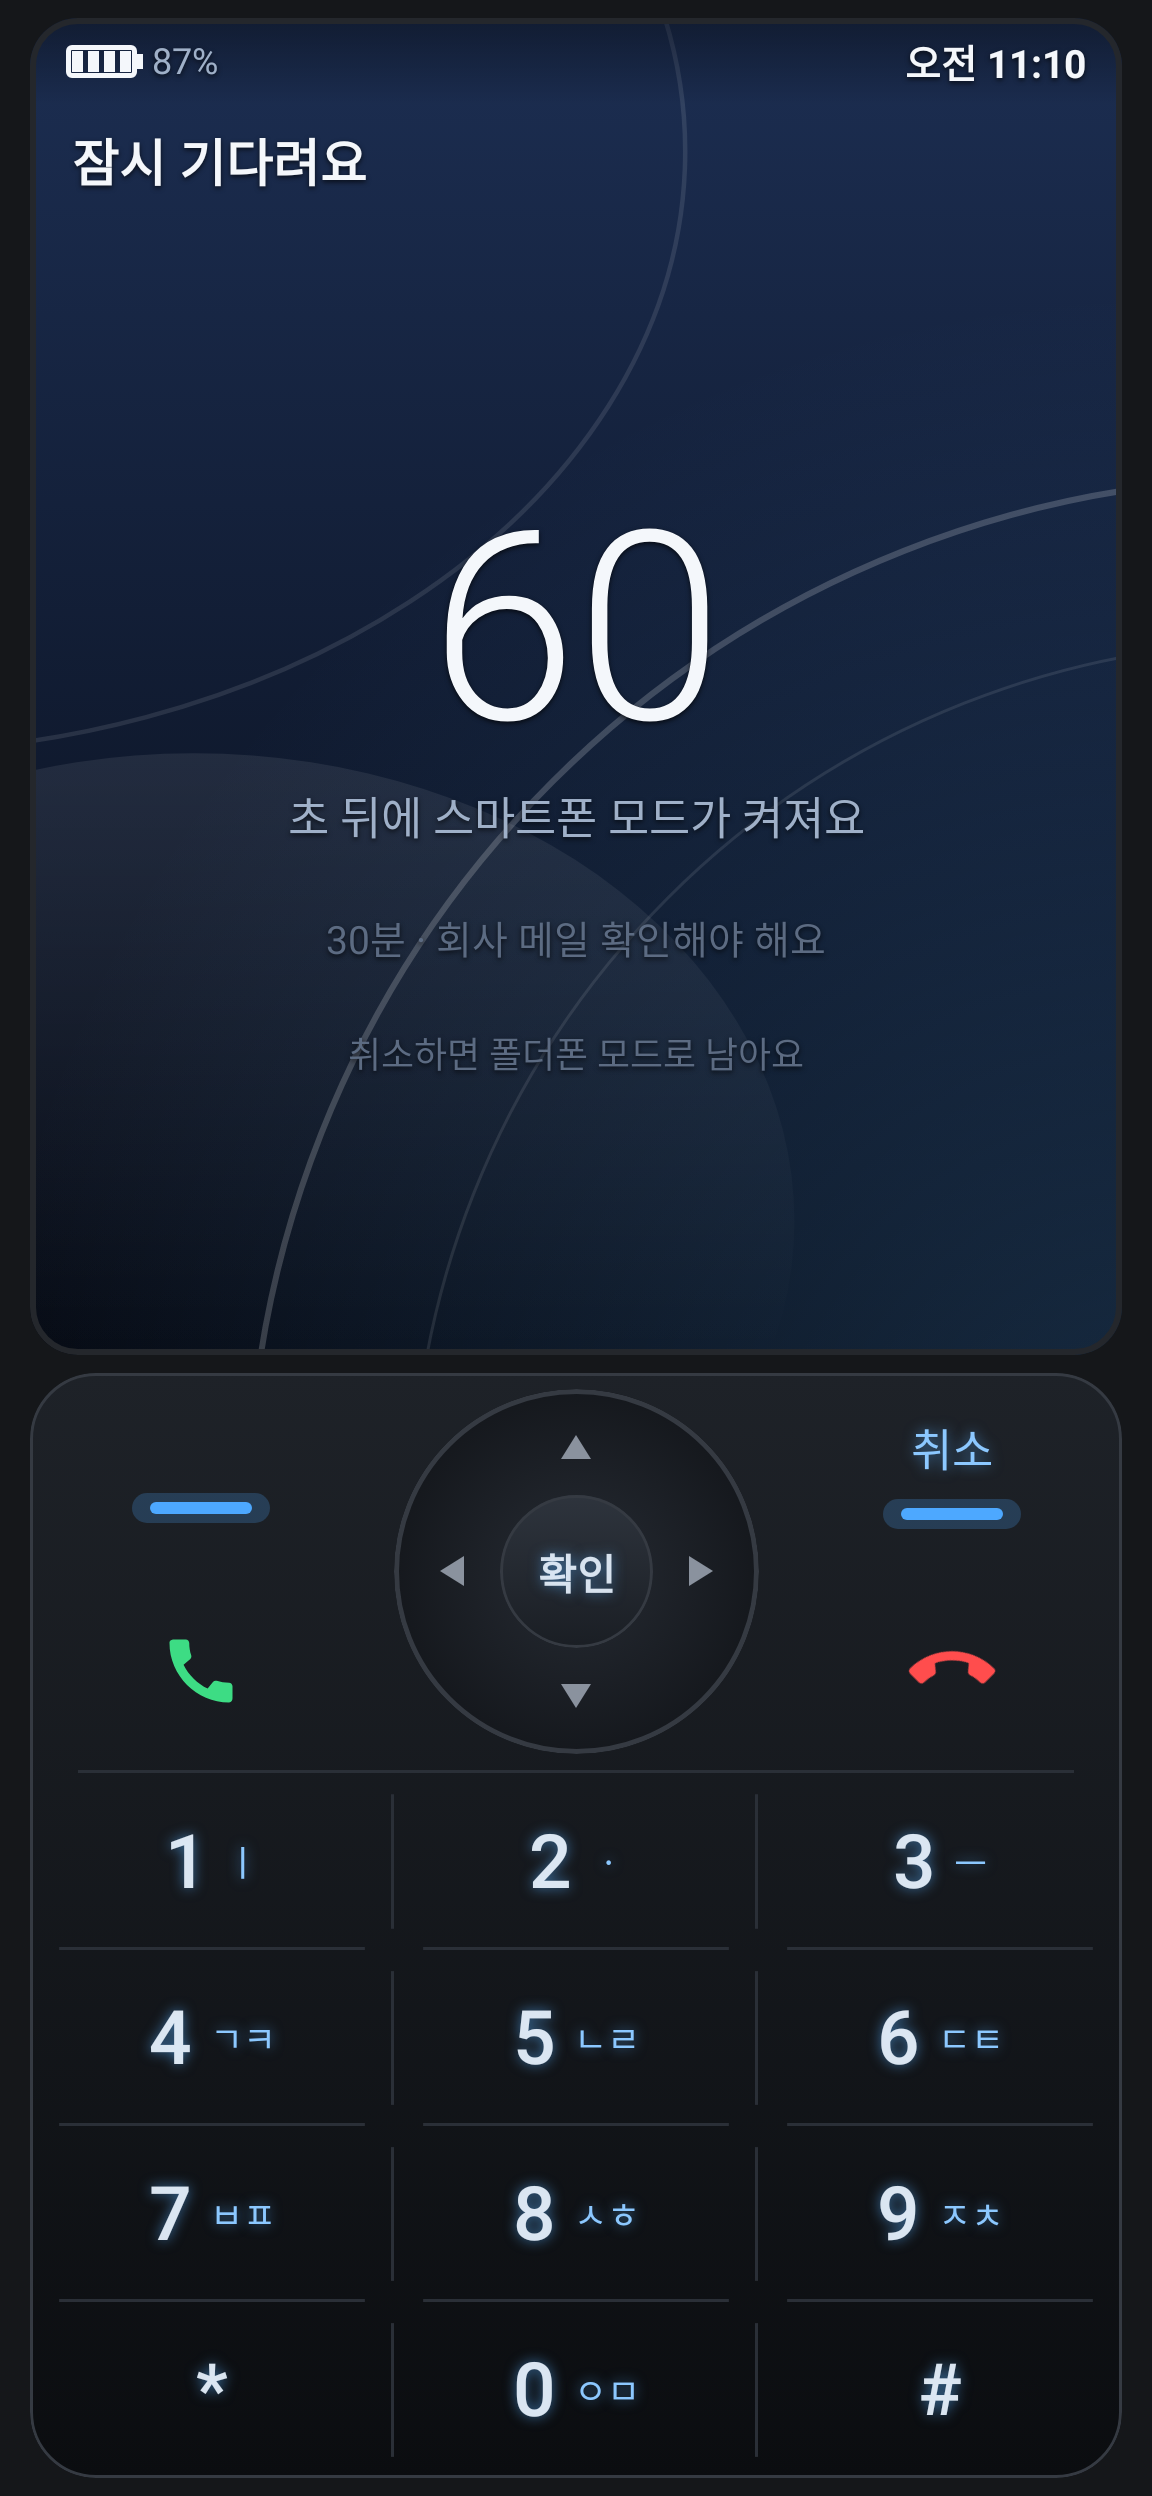 87%
오전 11:10
잠시 기다려요
60
초 뒤에 스마트폰 모드가 켜져요
30분 · 회사 메일 확인해야 해요
취소하면 폴더폰 모드로 남아요
취소
확인
1 ㅣ
2 ·
3 ㅡ
4 ㄱㅋ
5 ㄴㄹ
6 ㄷㅌ
7 ㅂㅍ
8 ㅅㅎ
9 ㅈㅊ
*
0 ㅇㅁ
#